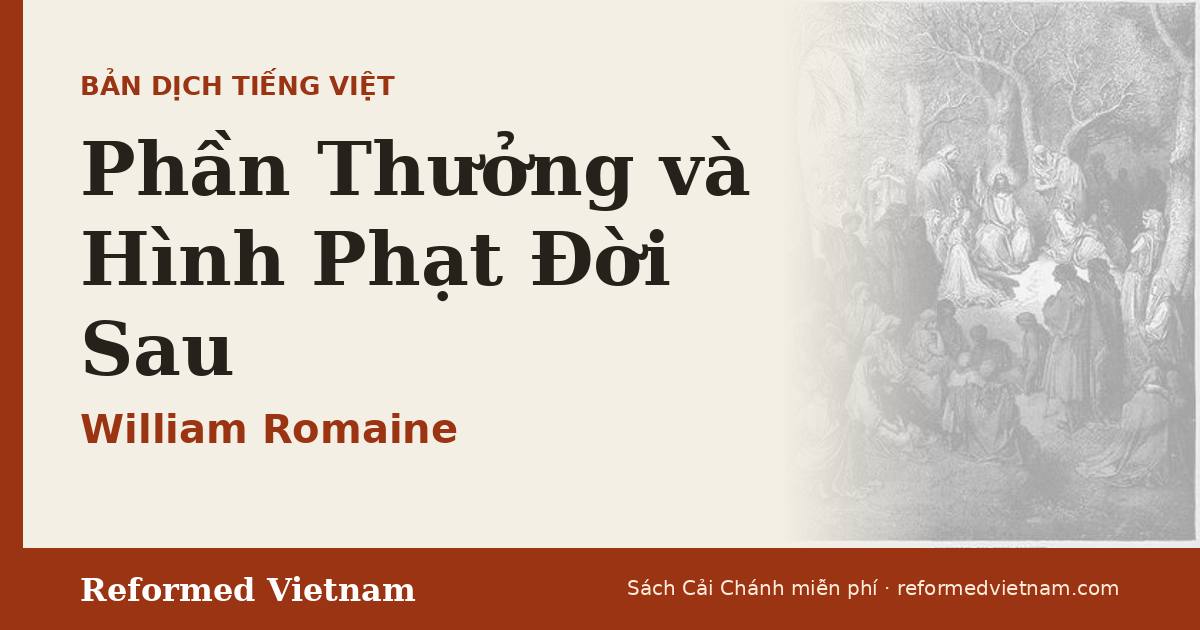 BẢN DỊCH TIẾNG VIỆT
Phần Thưởng và
Hình Phạt Đời
Sau
William Romaine
Reformed Vietnam
Sách Cải Chánh miễn phí · reformedvietnam.com